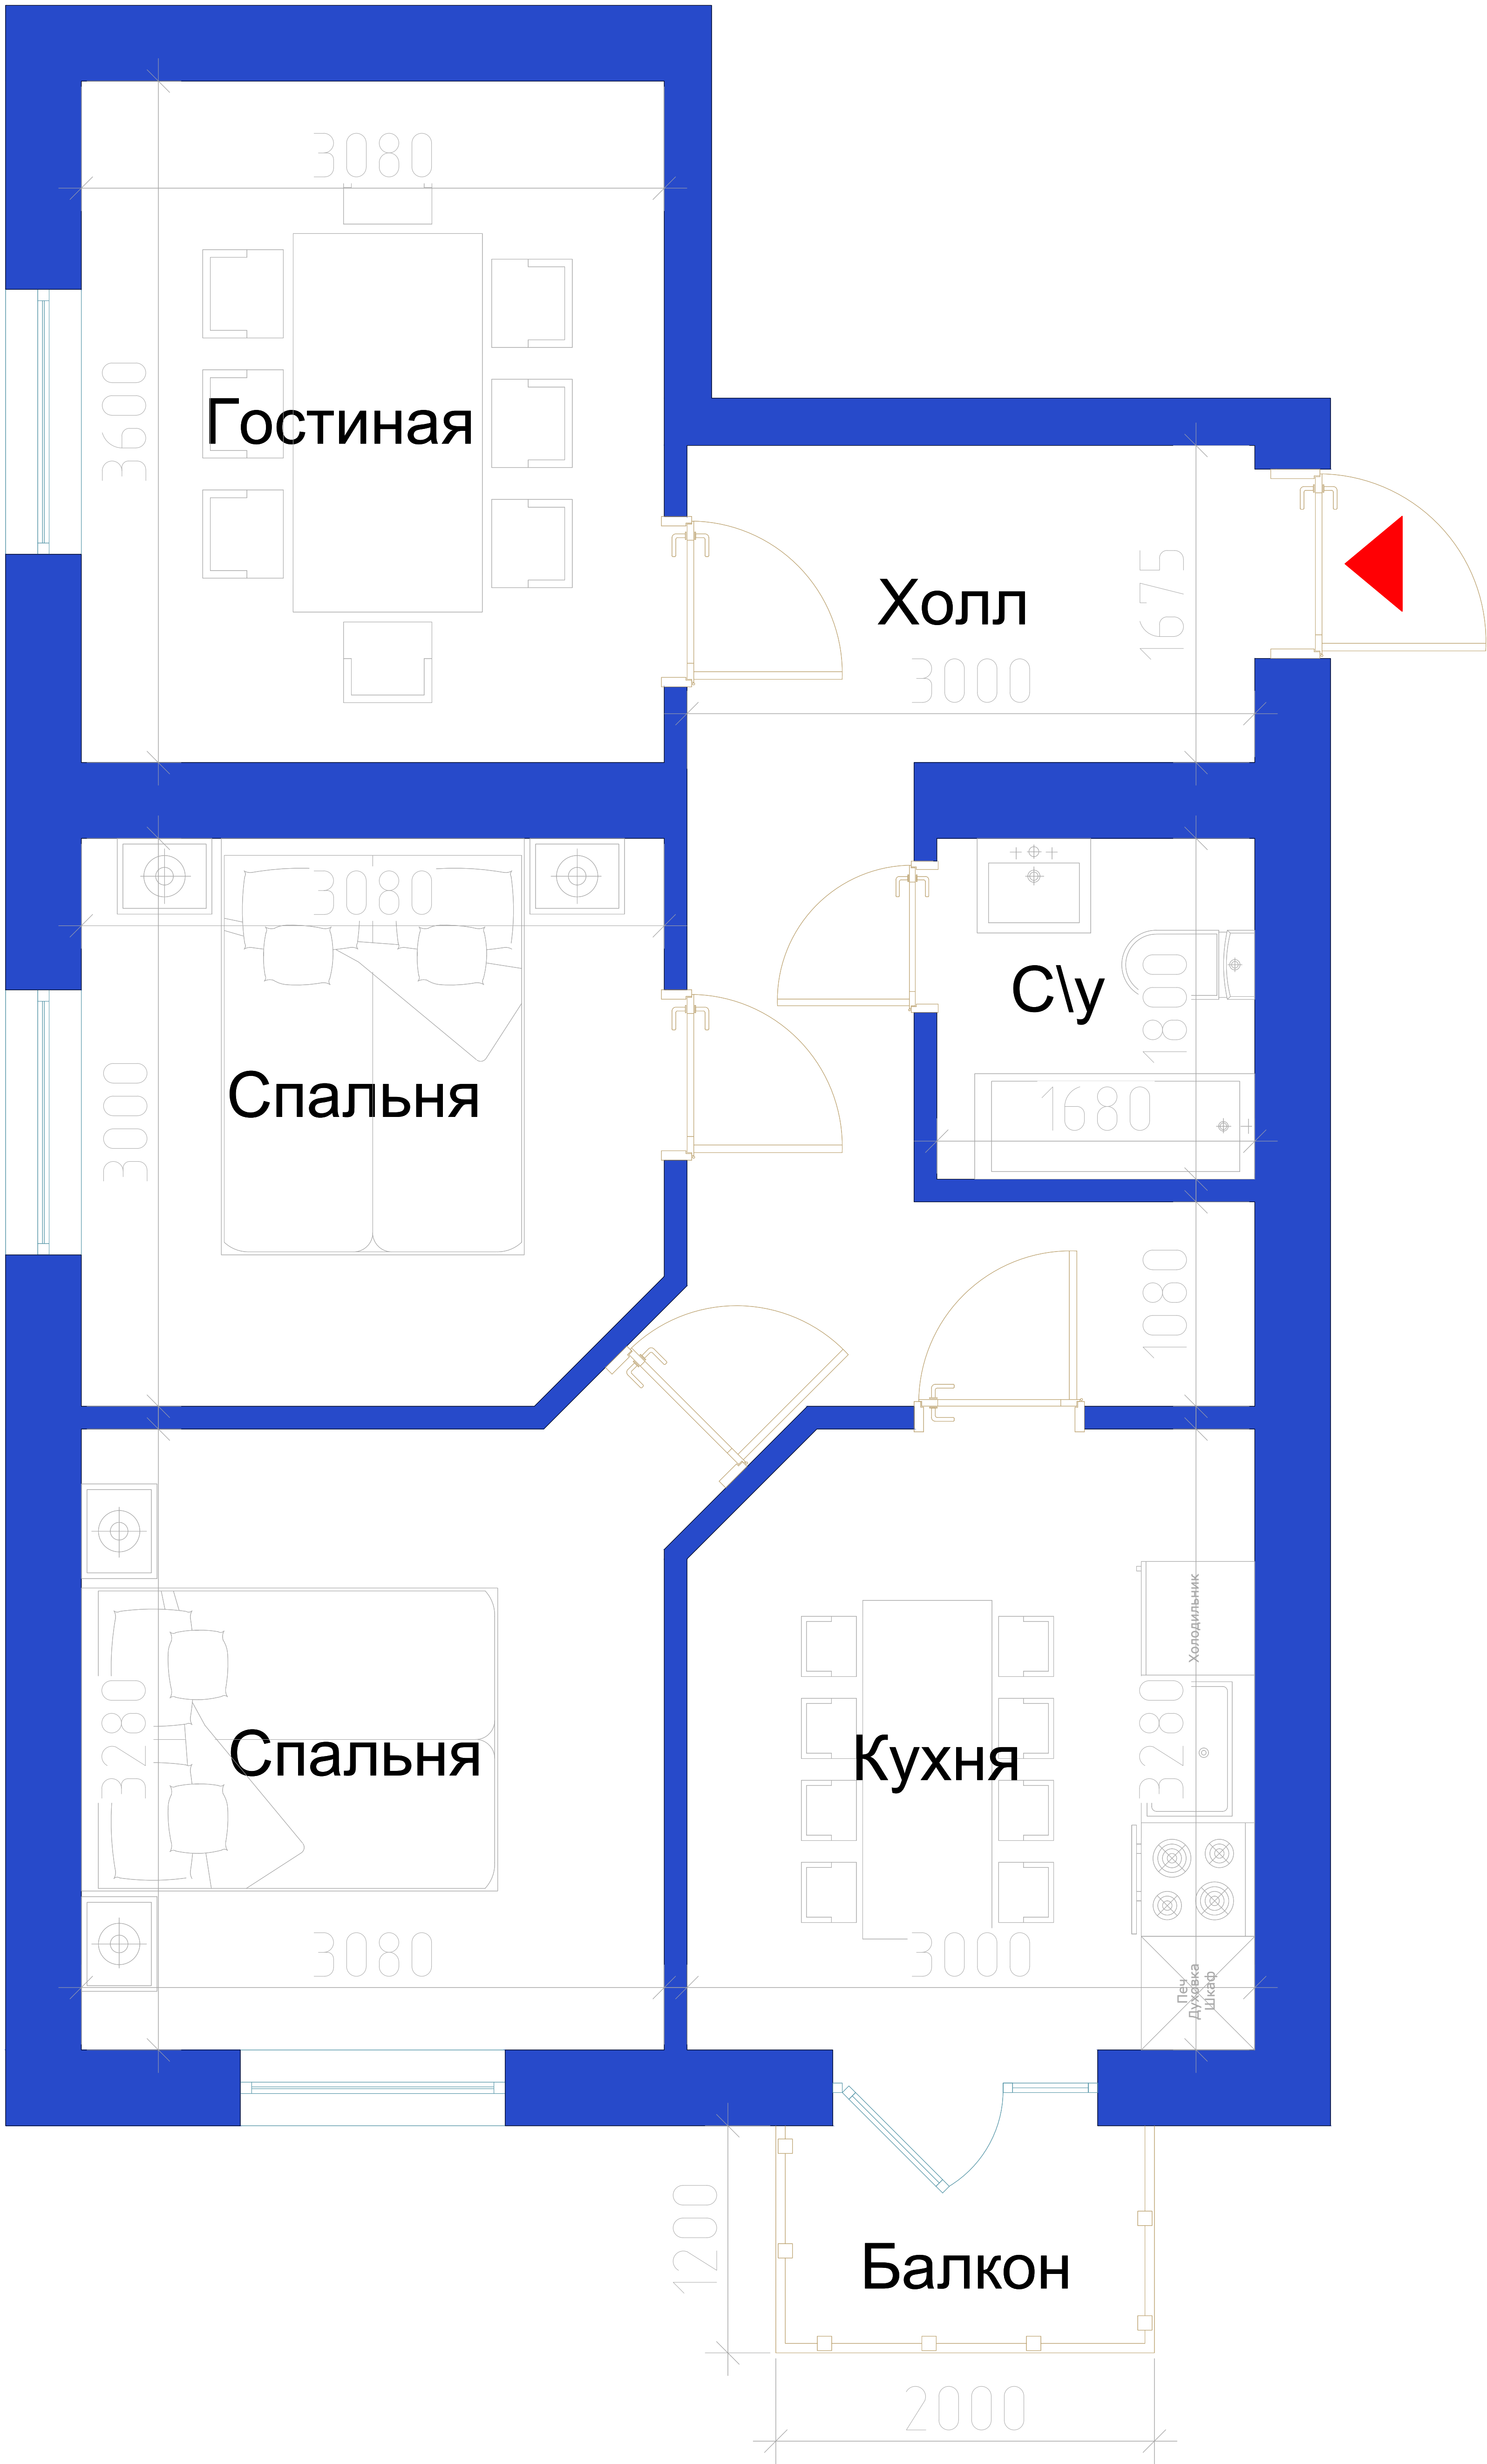 3080
3600
Гостиная
Холл
1675
3000
3080
С\у
1800
Спальня
3000
1680
1080
Холодильник
3280
Спальня
Кухня
3280
3080
3000
Печ
Духовка
Шкаф
1200
Балкон
2000